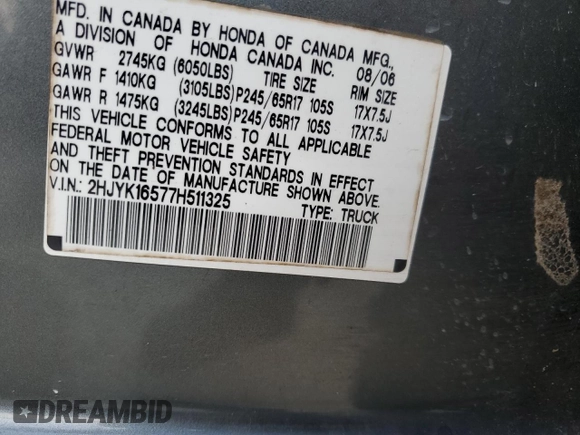 MFD. IN CANADA BY HONDA OF CANADA MFG.,
A DIVISION OF HONDA CANADA INC. 08/06
GVWR 2745KG (6050LBS) TIRE SIZE RIM SIZE
GAWR F 1410KG (3105LBS) P245/65R17 105S 17X7.5J
GAWR R 1475KG (3245LBS) P245/65R17 105S 17X7.5J
THIS VEHICLE CONFORMS TO ALL APPLICABLE
FEDERAL MOTOR VEHICLE SAFETY
AND THEFT PREVENTION STANDARDS IN EFFECT
ON THE DATE OF MANUFACTURE SHOWN ABOVE.
V.I.N.: 2HJYK16577H511325
TYPE: TRUCK
DREAMBID